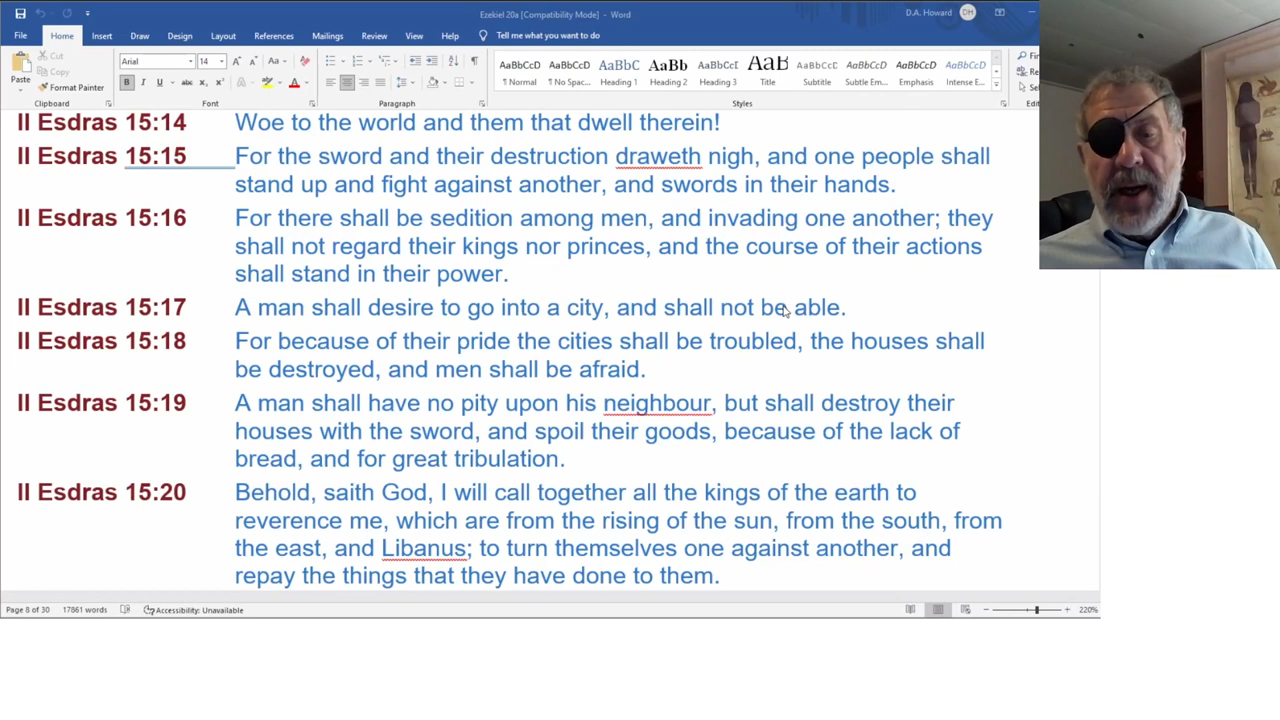 Ezekiel 20a [Compatibility Mode] - Word
D.A. Howard DH
File Home Insert Draw Design Layout References Mailings Review View Help Tell me what you want to do
Paste
Cut
Copy
Format Painter
Clipboard
Arial 14
Font
Paragraph
AaBbCcD AaBbCcD AaBbC AaBb AaBbCcI AaB AaBbCcD AaBbCcD AaBbCcD AaBbCcD
Normal No Spac... Heading 1 Heading 2 Heading 3 Title Subtitle Subtle Em... Emphasis Intense E...
Styles
II Esdras 15:14 Woe to the world and them that dwell therein!
II Esdras 15:15 For the sword and their destruction draweth nigh, and one people shall
stand up and fight against another, and swords in their hands.
II Esdras 15:16 For there shall be sedition among men, and invading one another; they
shall not regard their kings nor princes, and the course of their actions
shall stand in their power.
II Esdras 15:17 A man shall desire to go into a city, and shall not be able.
II Esdras 15:18 For because of their pride the cities shall be troubled, the houses shall
be destroyed, and men shall be afraid.
II Esdras 15:19 A man shall have no pity upon his neighbour, but shall destroy their
houses with the sword, and spoil their goods, because of the lack of
bread, and for great tribulation.
II Esdras 15:20 Behold, saith God, I will call together all the kings of the earth to
reverence me, which are from the rising of the sun, from the south, from
the east, and Libanus; to turn themselves one against another, and
repay the things that they have done to them.
Page 8 of 30 17861 words Accessibility: Unavailable 220%